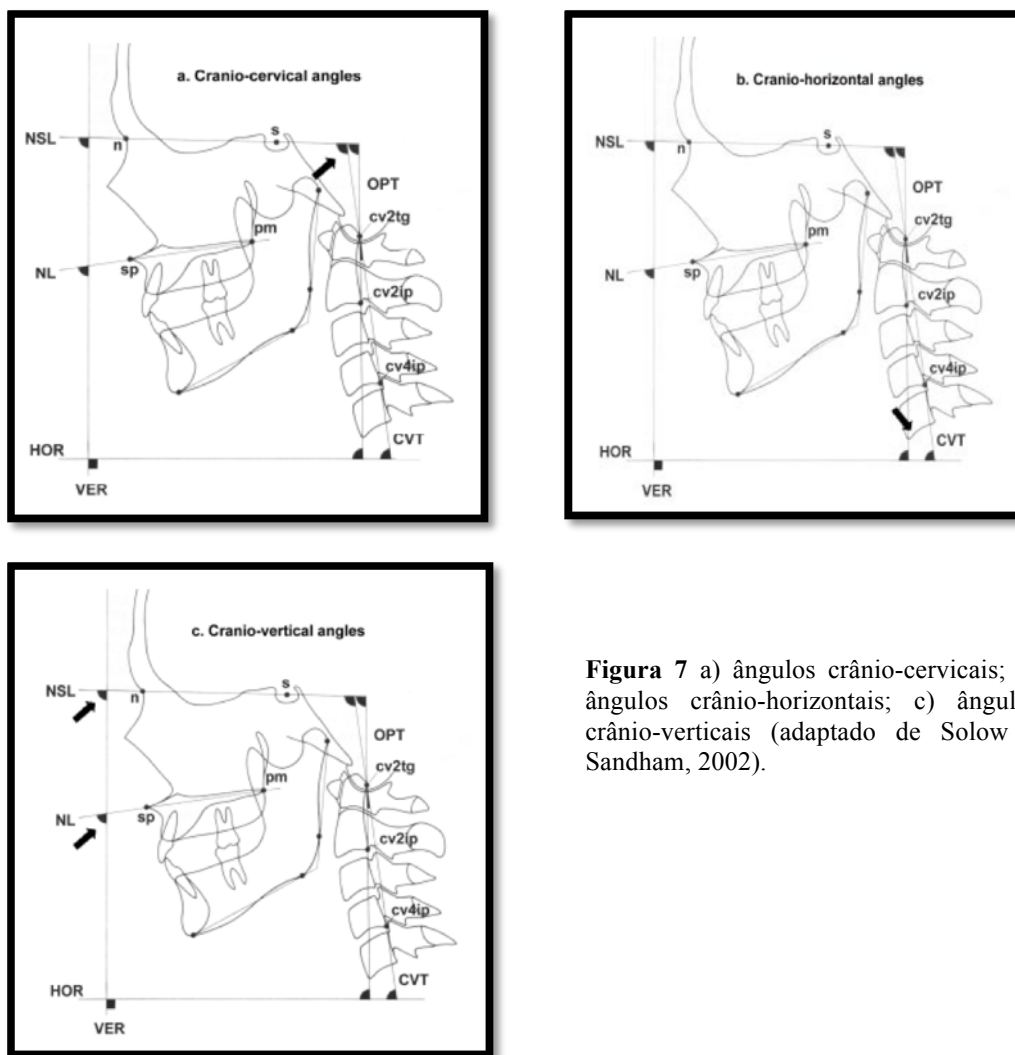 a. Cranio-cervical angles
NSL
n
s
OPT
cv2tg
pm
sp
NL
cv2ip
cv4ip
CVT
HOR
VER
b. Cranio-horizontal angles
NSL
n
s
OPT
cv2tg
pm
sp
NL
cv2ip
cv4ip
CVT
HOR
VER
c. Cranio-vertical angles
NSL
n
s
OPT
cv2tg
pm
sp
NL
cv2ip
cv4ip
CVT
HOR
VER
Figura 7 a) ângulos crânio-cervicais;
ângulos crânio-horizontais; c)
crânio-verticais (adaptado de Solow
Sandham, 2002).